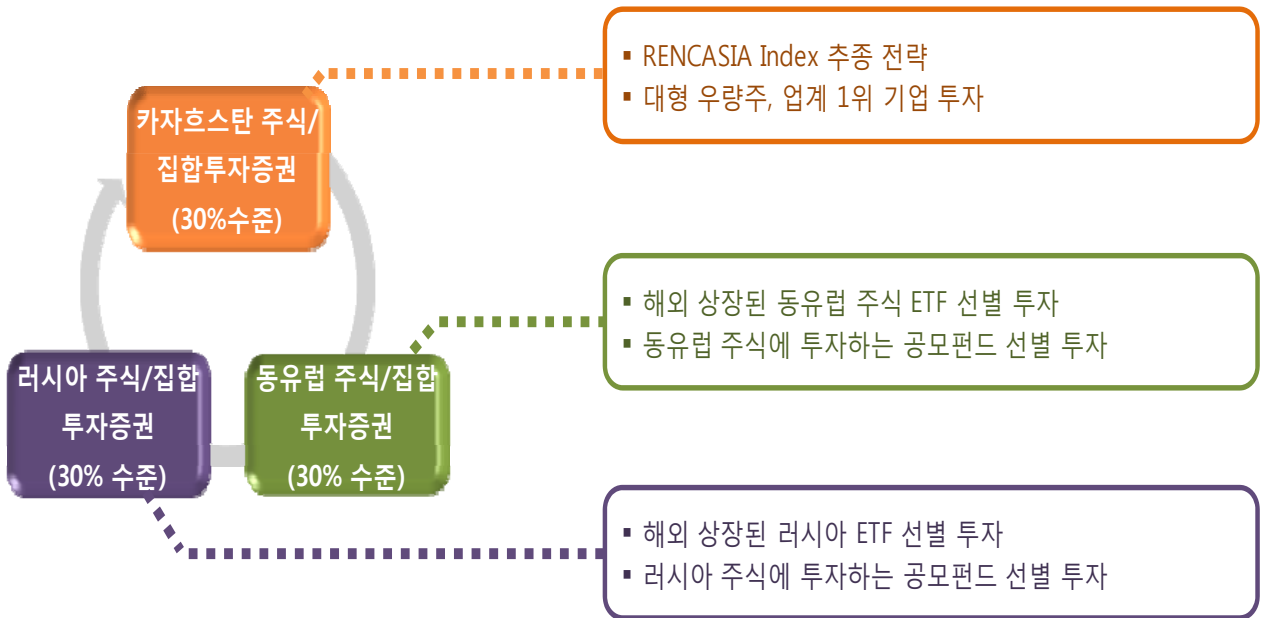 카자흐스탄 주식/
집합투자증권
(30%수준)
▪ RENCASIA Index 추종 전략
▪ 대형 우량주, 업계 1위 기업 투자
러시아 주식/집합
투자증권
(30% 수준)
동유럽 주식/집합
투자증권
(30% 수준)
▪ 해외 상장된 동유럽 주식 ETF 선별 투자
▪ 동유럽 주식에 투자하는 공모펀드 선별 투자
▪ 해외 상장된 러시아 ETF 선별 투자
▪ 러시아 주식에 투자하는 공모펀드 선별 투자